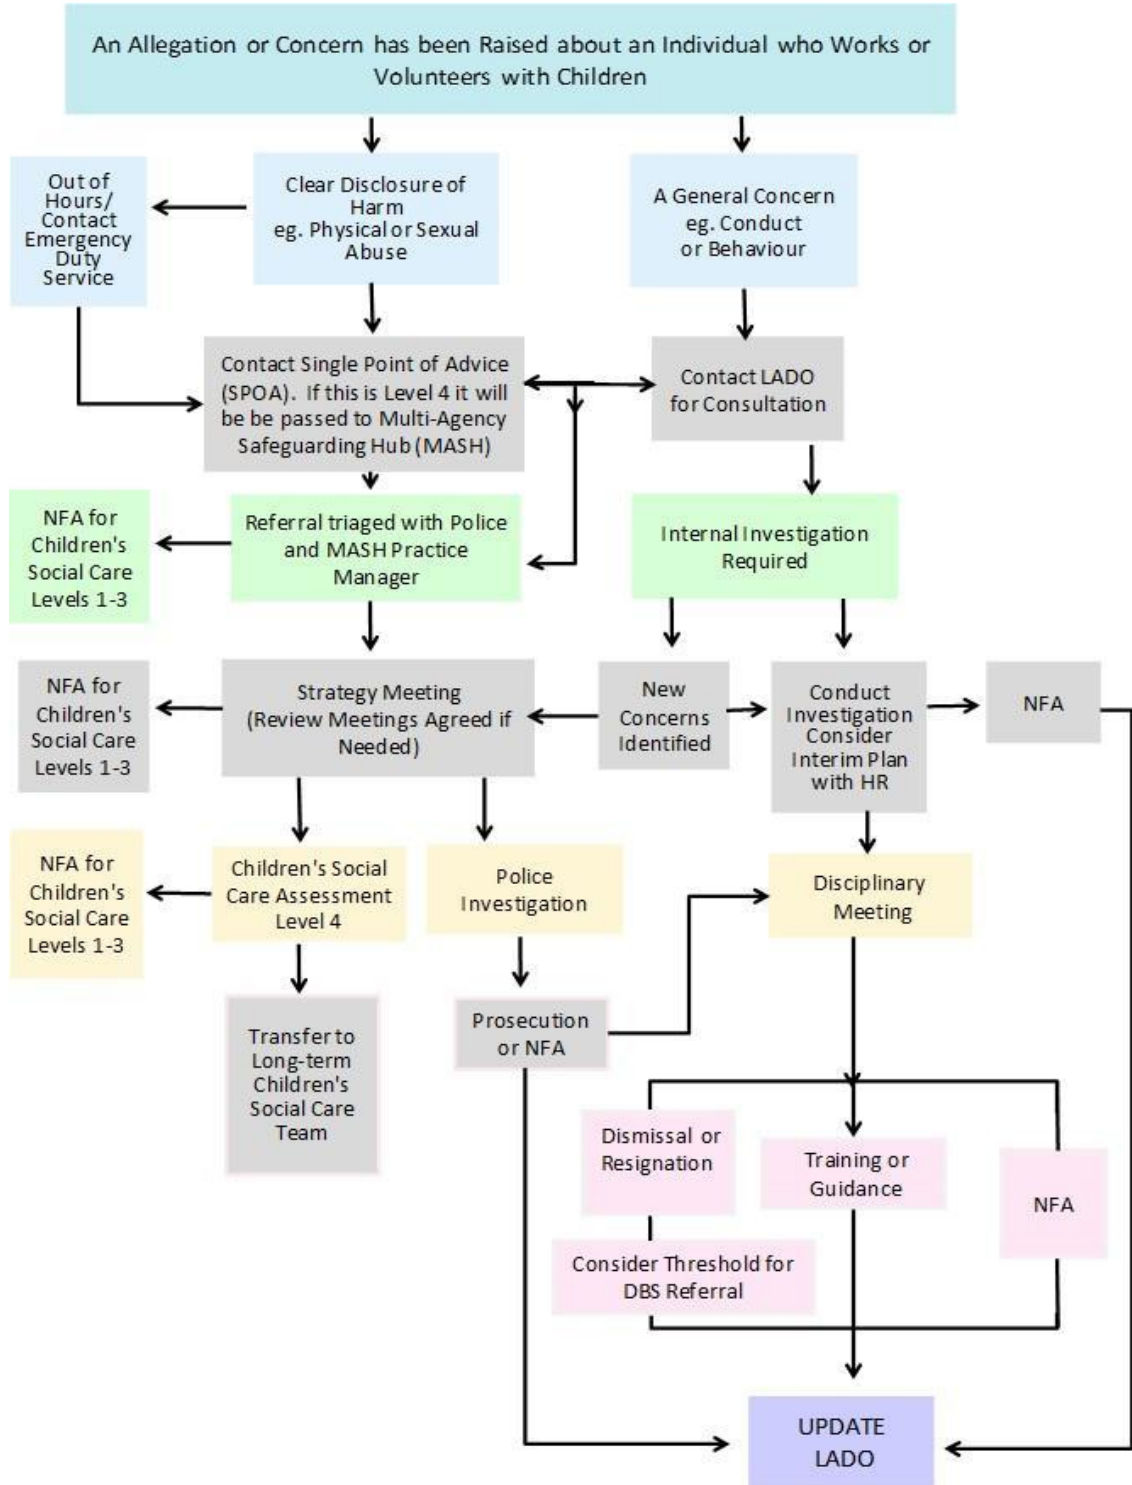 An Allegation or Concern has been Raised about an Individual who Works or
Volunteers with Children
Out of
Hours/
Contact
Emergency
Duty
Service
Clear Disclosure of
Harm
eg. Physical or Sexual
Abuse
A General Concern
eg. Conduct
or Behaviour
Contact Single Point of Advice
(SPOA). If this is Level 4 it will
be be passed to Multi-Agency
Safeguarding Hub (MASH)
Contact LADO
for Consultation
NFA for
Children's
Social Care
Levels 1-3
Referral triaged with Police
and MASH Practice
Manager
Internal Investigation
Required
NFA for
Children's
Social Care
Levels 1-3
Strategy Meeting
(Review Meetings Agreed if
Needed)
New
Concerns
Identified
Conduct
Investigation
Consider
Interim Plan
with HR
NFA
NFA for
Children's
Social Care
Levels 1-3
Children's Social
Care Assessment
Level 4
Police
Investigation
Disciplinary
Meeting
Transfer to
Long-term
Children's
Social Care
Team
Prosecution
or NFA
Dismissal or
Resignation
Training or
Guidance
NFA
Consider Threshold for
DBS Referral
UPDATE
LADO